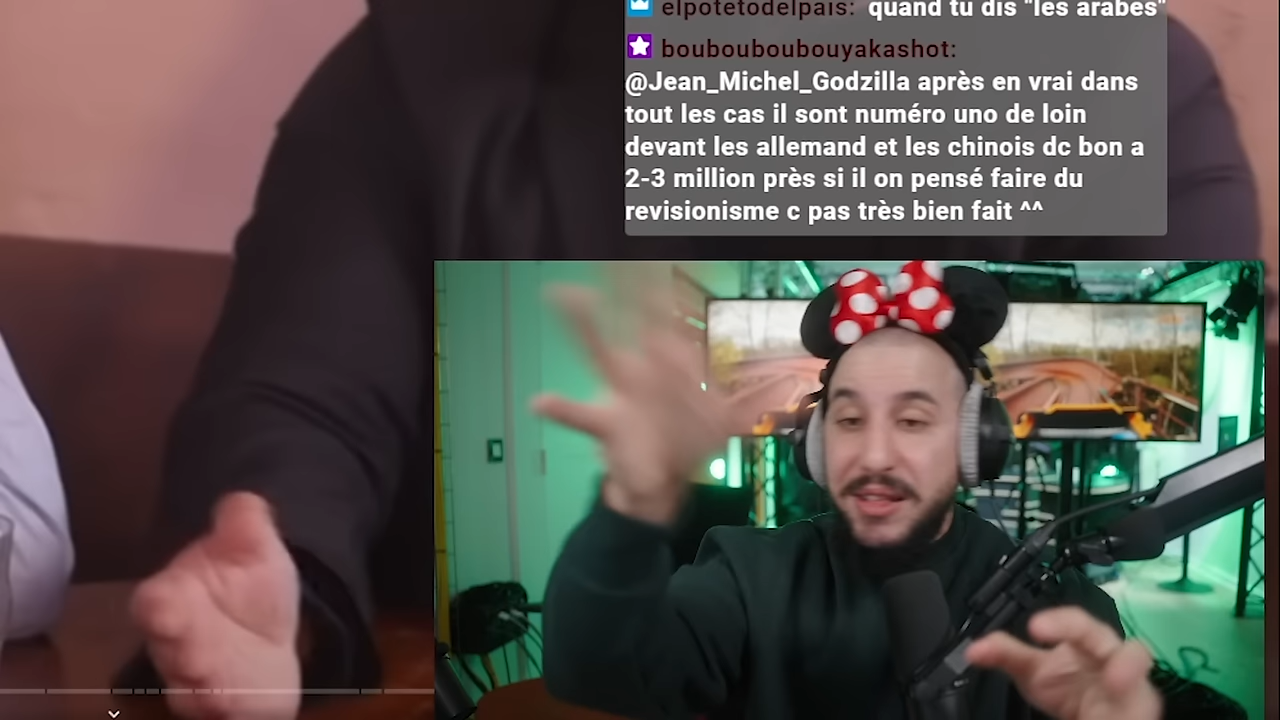 elpotetodelpais: quand tu dis "les arabes"
bouboubouboubouyakashot:
@Jean_Michel_Godzilla après en vrai dans
tout les cas il sont numéro uno de loin
devant les allemand et les chinois dc bon a
2-3 million près si il on pensé faire du
revisionisme c pas très bien fait ^^